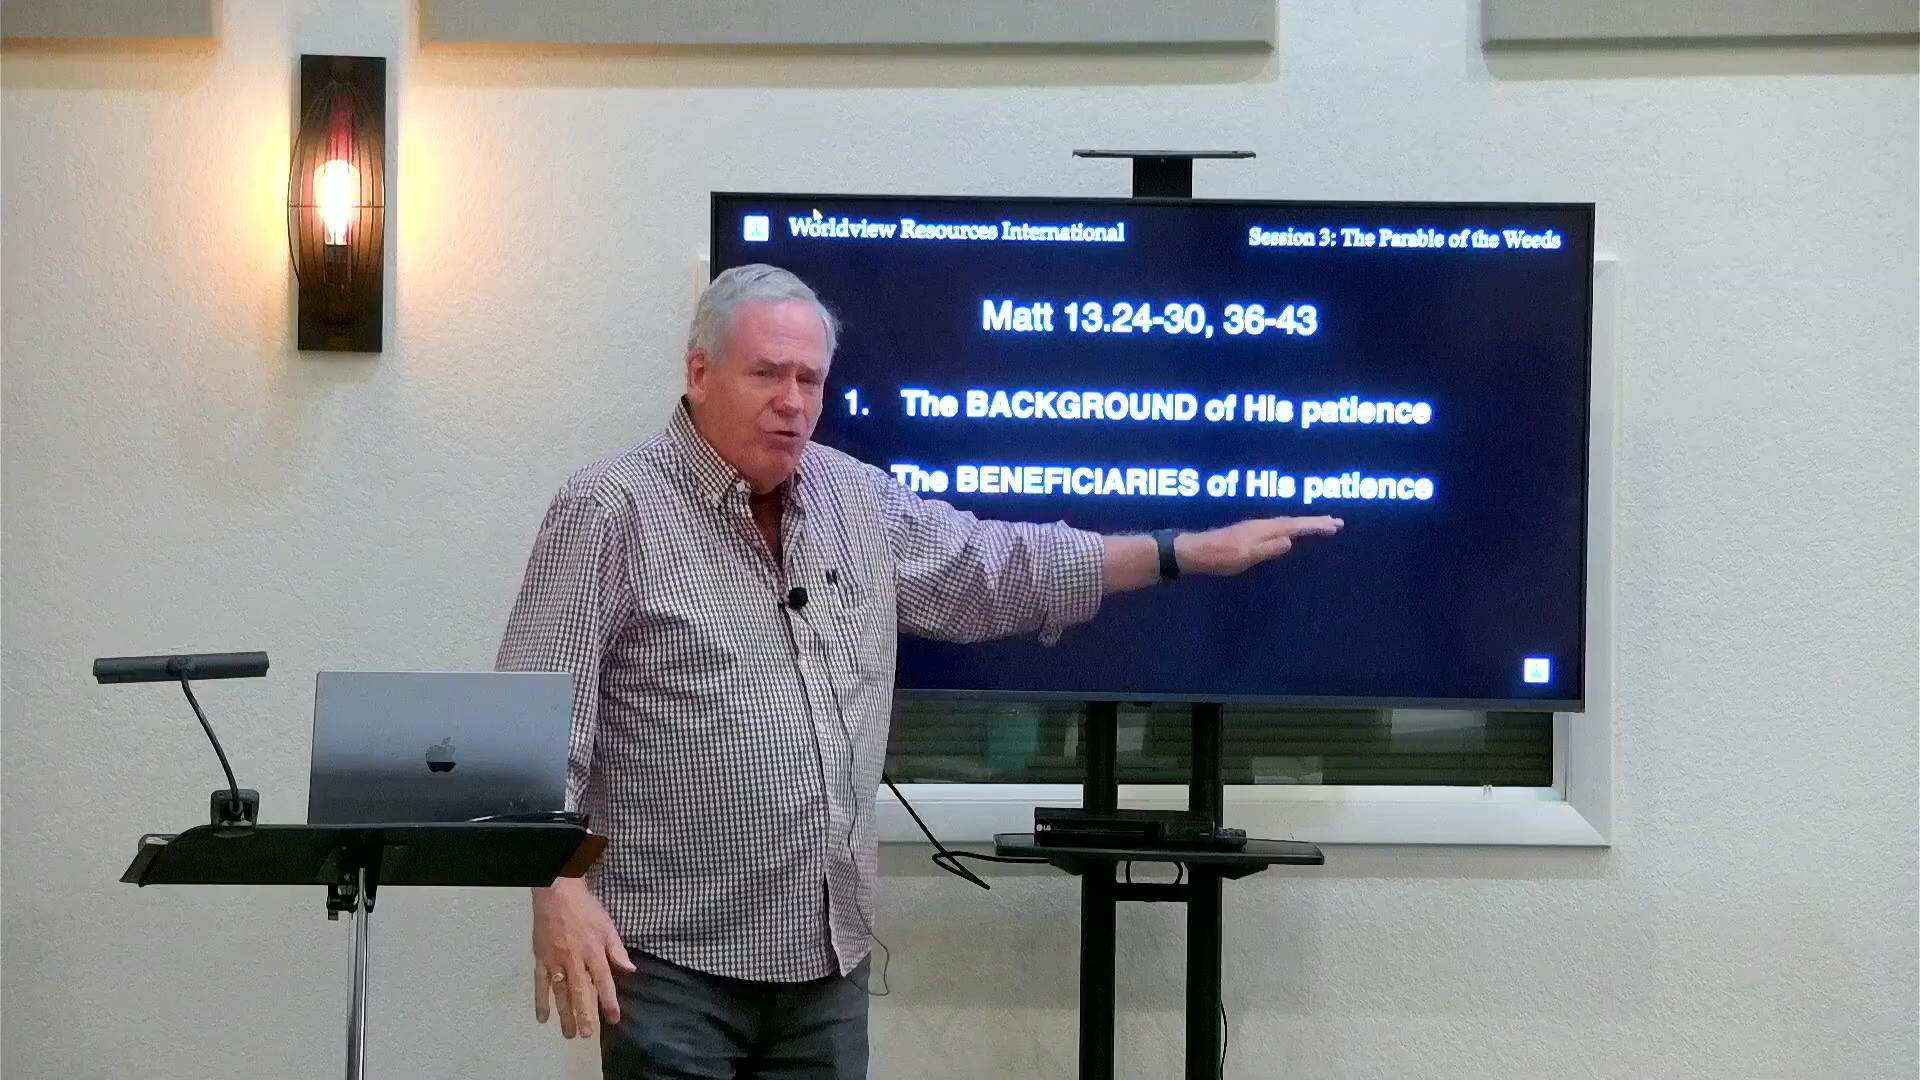 Worldview Resources International
Session 3: The Parable of the Weeds
Matt 13.24-30, 36-43
1. The BACKGROUND of His patience
The BENEFICIARIES of His patience
LG